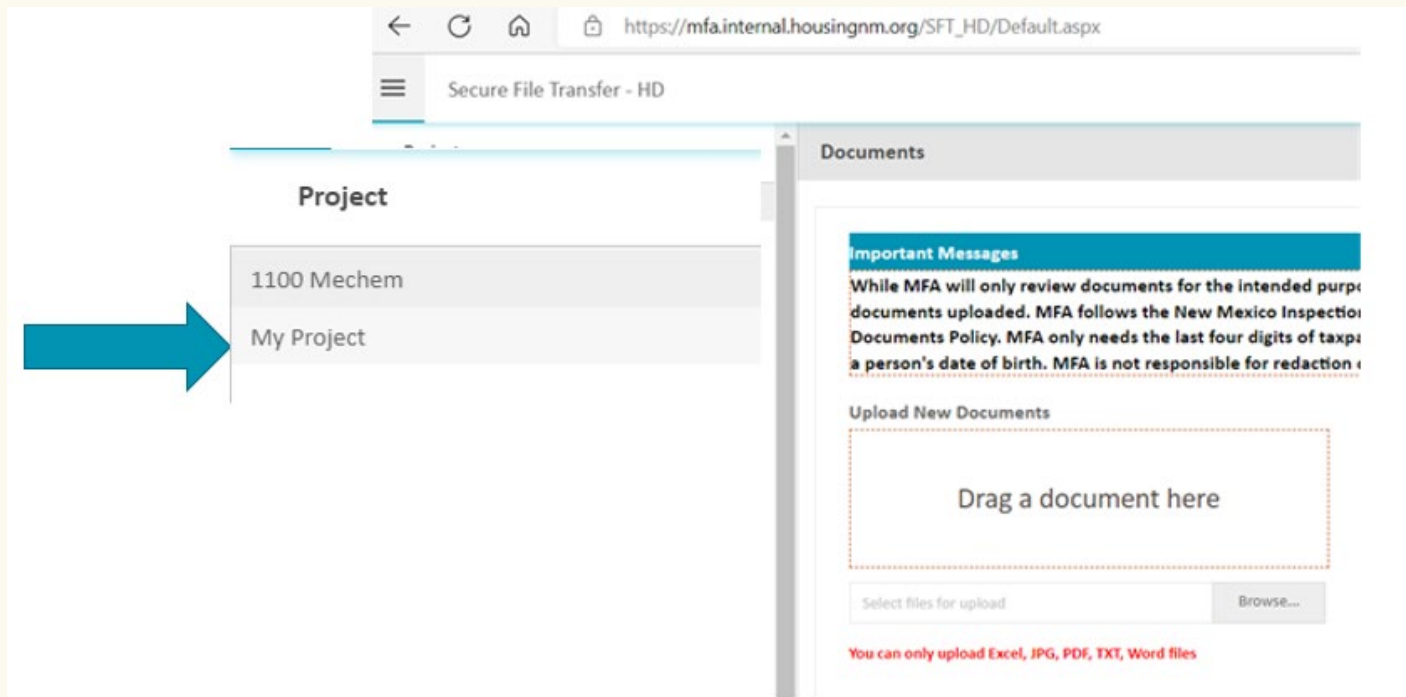 https://mfa.internal.housingnm.org/SFT_HD/Default.aspx
Secure File Transfer - HD
Project
1100 Mechem
My Project
Documents
Important Messages
While MFA will only review documents for the intended
documents uploaded. MFA follows the New Mexico
Documents Policy. MFA only needs the last four digits of
a person's date of birth. MFA is not responsible for redaction
Upload New Documents
Drag a document here
Select files for upload
Browse...
You can only upload Excel, JPG, PDF, TXT, Word files